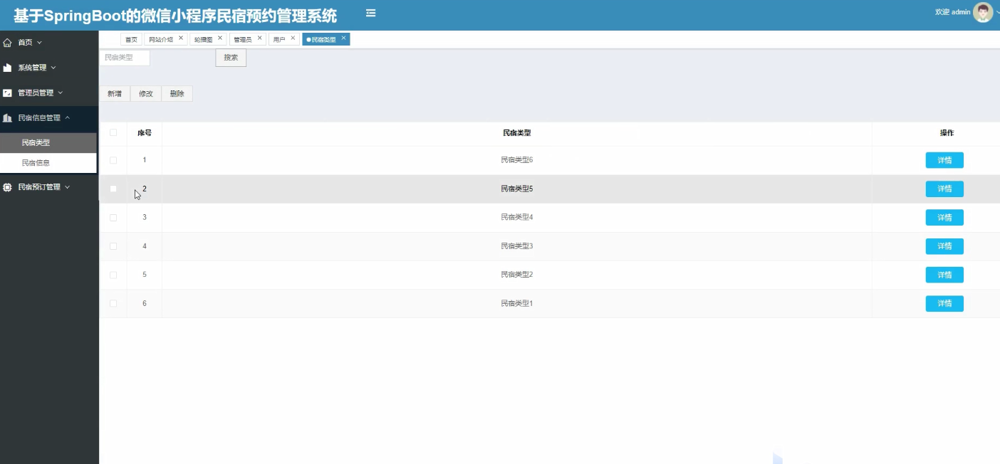 基于SpringBoot的微信小程序民宿预约管理系统
欢迎 admin
首页
系统管理
管理员管理
民宿信息管理
民宿类型
民宿信息
民宿预订管理
首页 网站介绍 轮播图 管理员 用户 民宿类型
民宿类型 搜索
新增 修改 删除
序号 民宿类型 操作
1 民宿类型6 详情
2 民宿类型5 详情
3 民宿类型4 详情
4 民宿类型3 详情
5 民宿类型2 详情
6 民宿类型1 详情